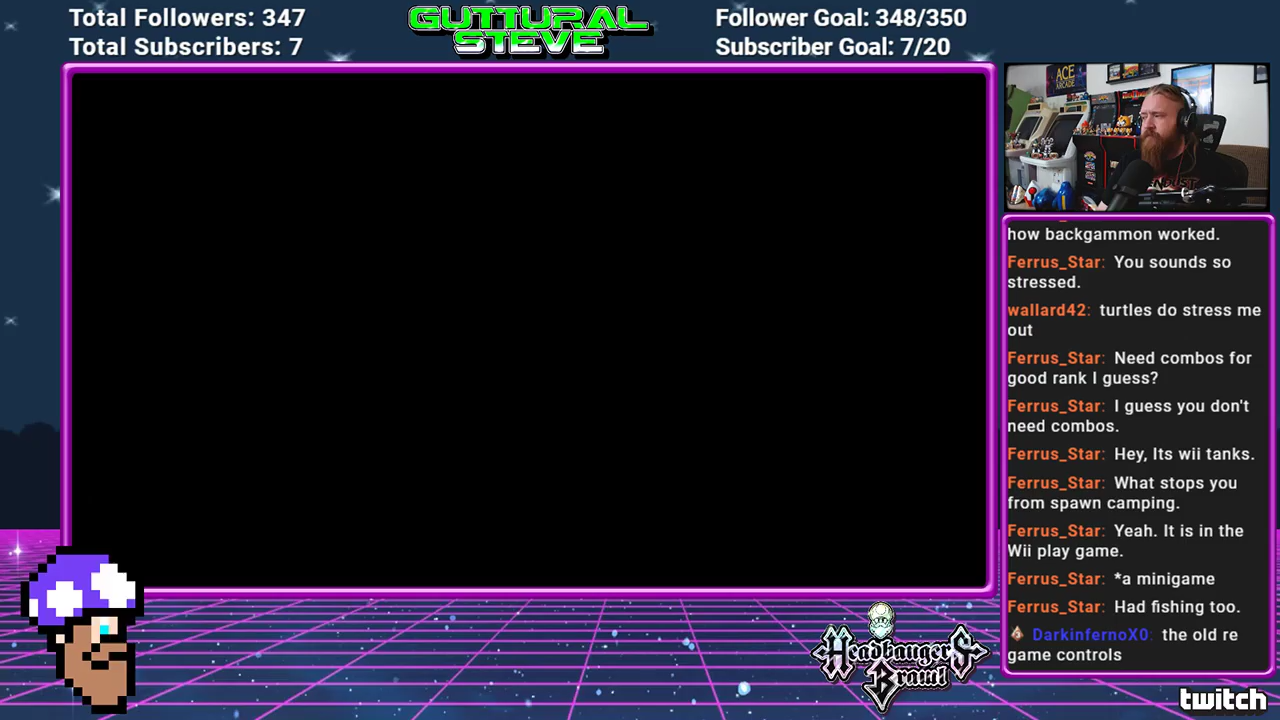 Total Followers: 347
Total Subscribers: 7
GUTTURAL
STEVE
Follower Goal: 348/350
Subscriber Goal: 7/20
ACE
ARCADE
how backgammon worked.
Ferrus_Star: You sounds so
stressed.
wallard42: turtles do stress me
out
Ferrus_Star: Need combos for
good rank I guess?
Ferrus_Star: I guess you don't
need combos.
Ferrus_Star: Hey, Its wii tanks.
Ferrus_Star: What stops you
from spawn camping.
Ferrus_Star: Yeah. It is in the
Wii play game.
Ferrus_Star: *a minigame
Ferrus_Star: Had fishing too.
DarkinfernoX0: the old re
game controls
Headbangers
Brawl
twitch